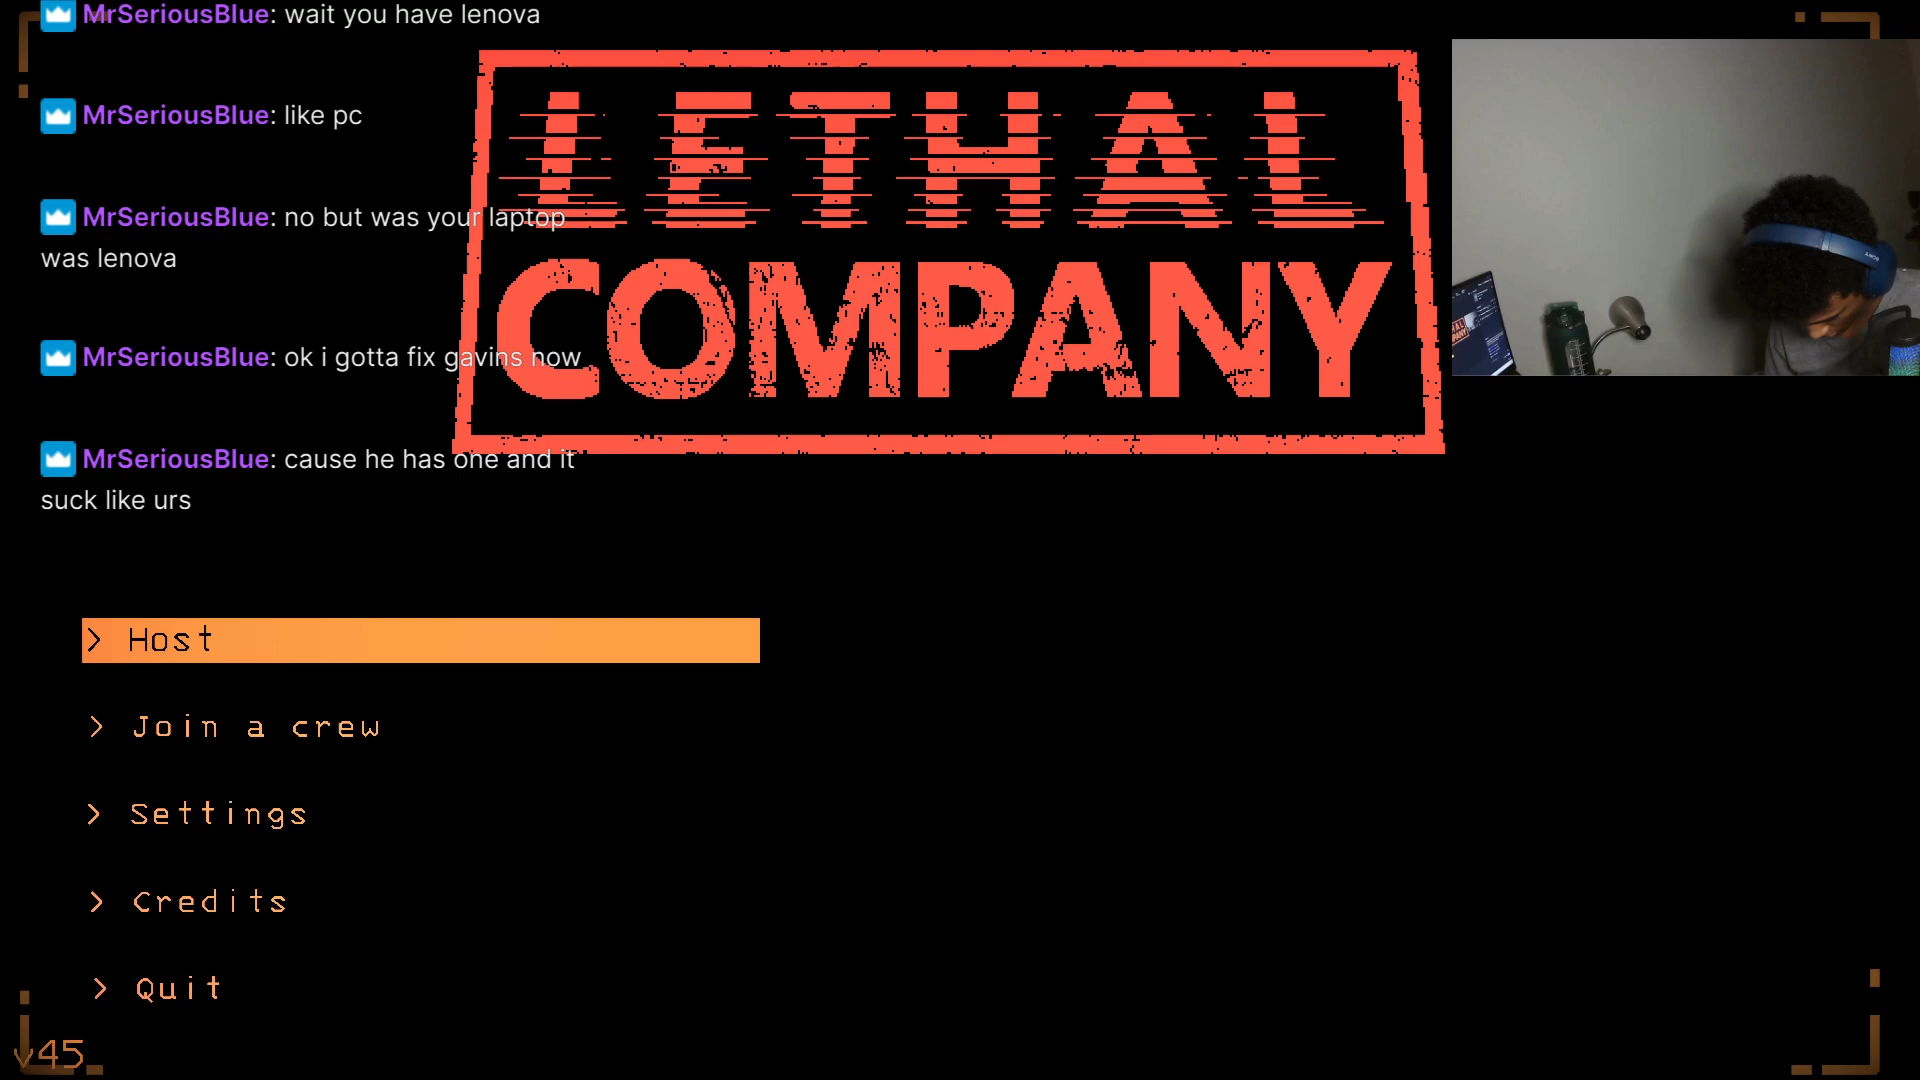 MrSeriousBlue: wait you have lenova
MrSeriousBlue: like pc
MrSeriousBlue: no but was your laptop
was lenova
MrSeriousBlue: ok i gotta fix gavins now
MrSeriousBlue: cause he has one and it
suck like urs
LETHAL
COMPANY
SONY
> Host
> Join a crew
> Settings
> Credits
> Quit
v45